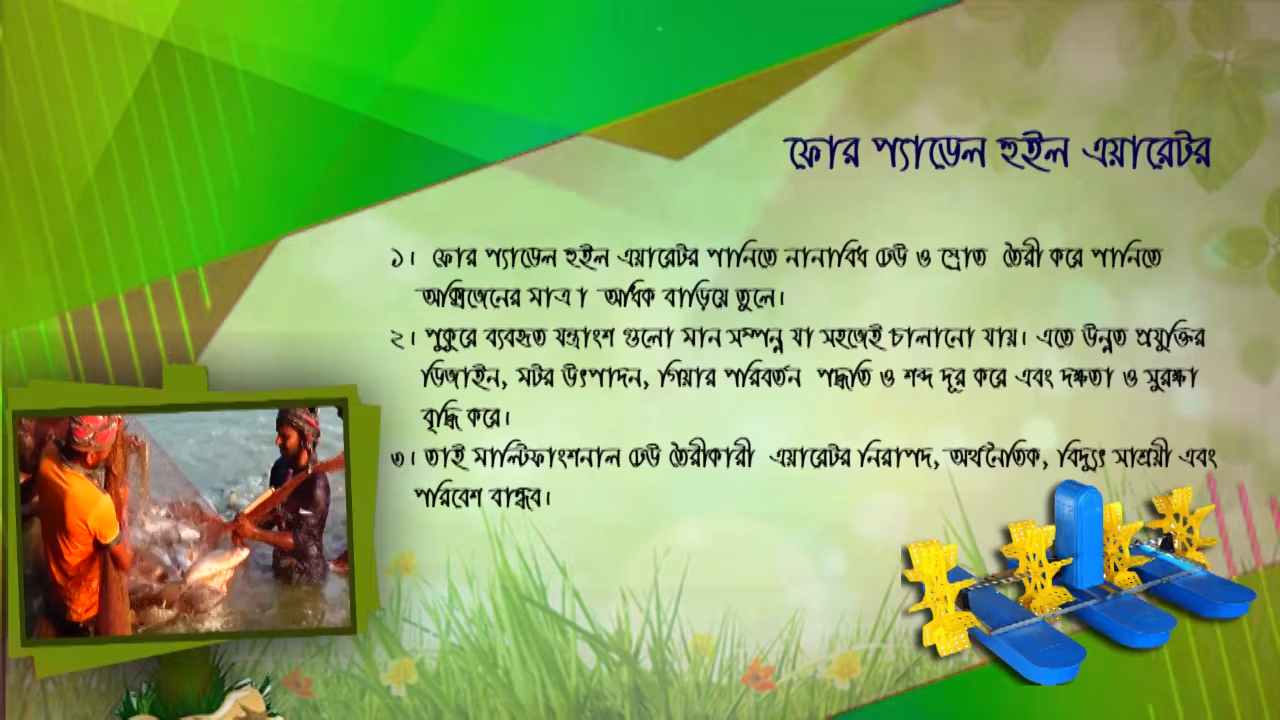 ফোর প্যাডেল হুইল এয়ারেটর
১। ফোর প্যাডেল হুইল এয়ারেটর পানিতে নানাবিধ ঢেউ ও স্রোত তৈরী করে পানিতে
অক্সিজেনের মাত্রা অধিক বাড়িয়ে তুলে।
২। পুকুরে ব্যবহৃত যন্ত্রাংশ গুলো মান সম্পন্ন যা সহজেই চালানো যায়। এতে উন্নত প্রযুক্তির
ডিজাইন, মটর উৎপাদন, গিয়ার পরিবর্তন পদ্ধতি ও শব্দ দূর করে এবং দক্ষতা ও সুরক্ষা
বৃদ্ধি করে।
৩। তাই মাল্টিফাংশনাল ঢেউ তৈরীকারী এয়ারেটর নিরাপদ, অর্থনৈতিক, বিদ্যুৎ সাশ্রয়ী এবং
পরিবেশ বান্ধব।